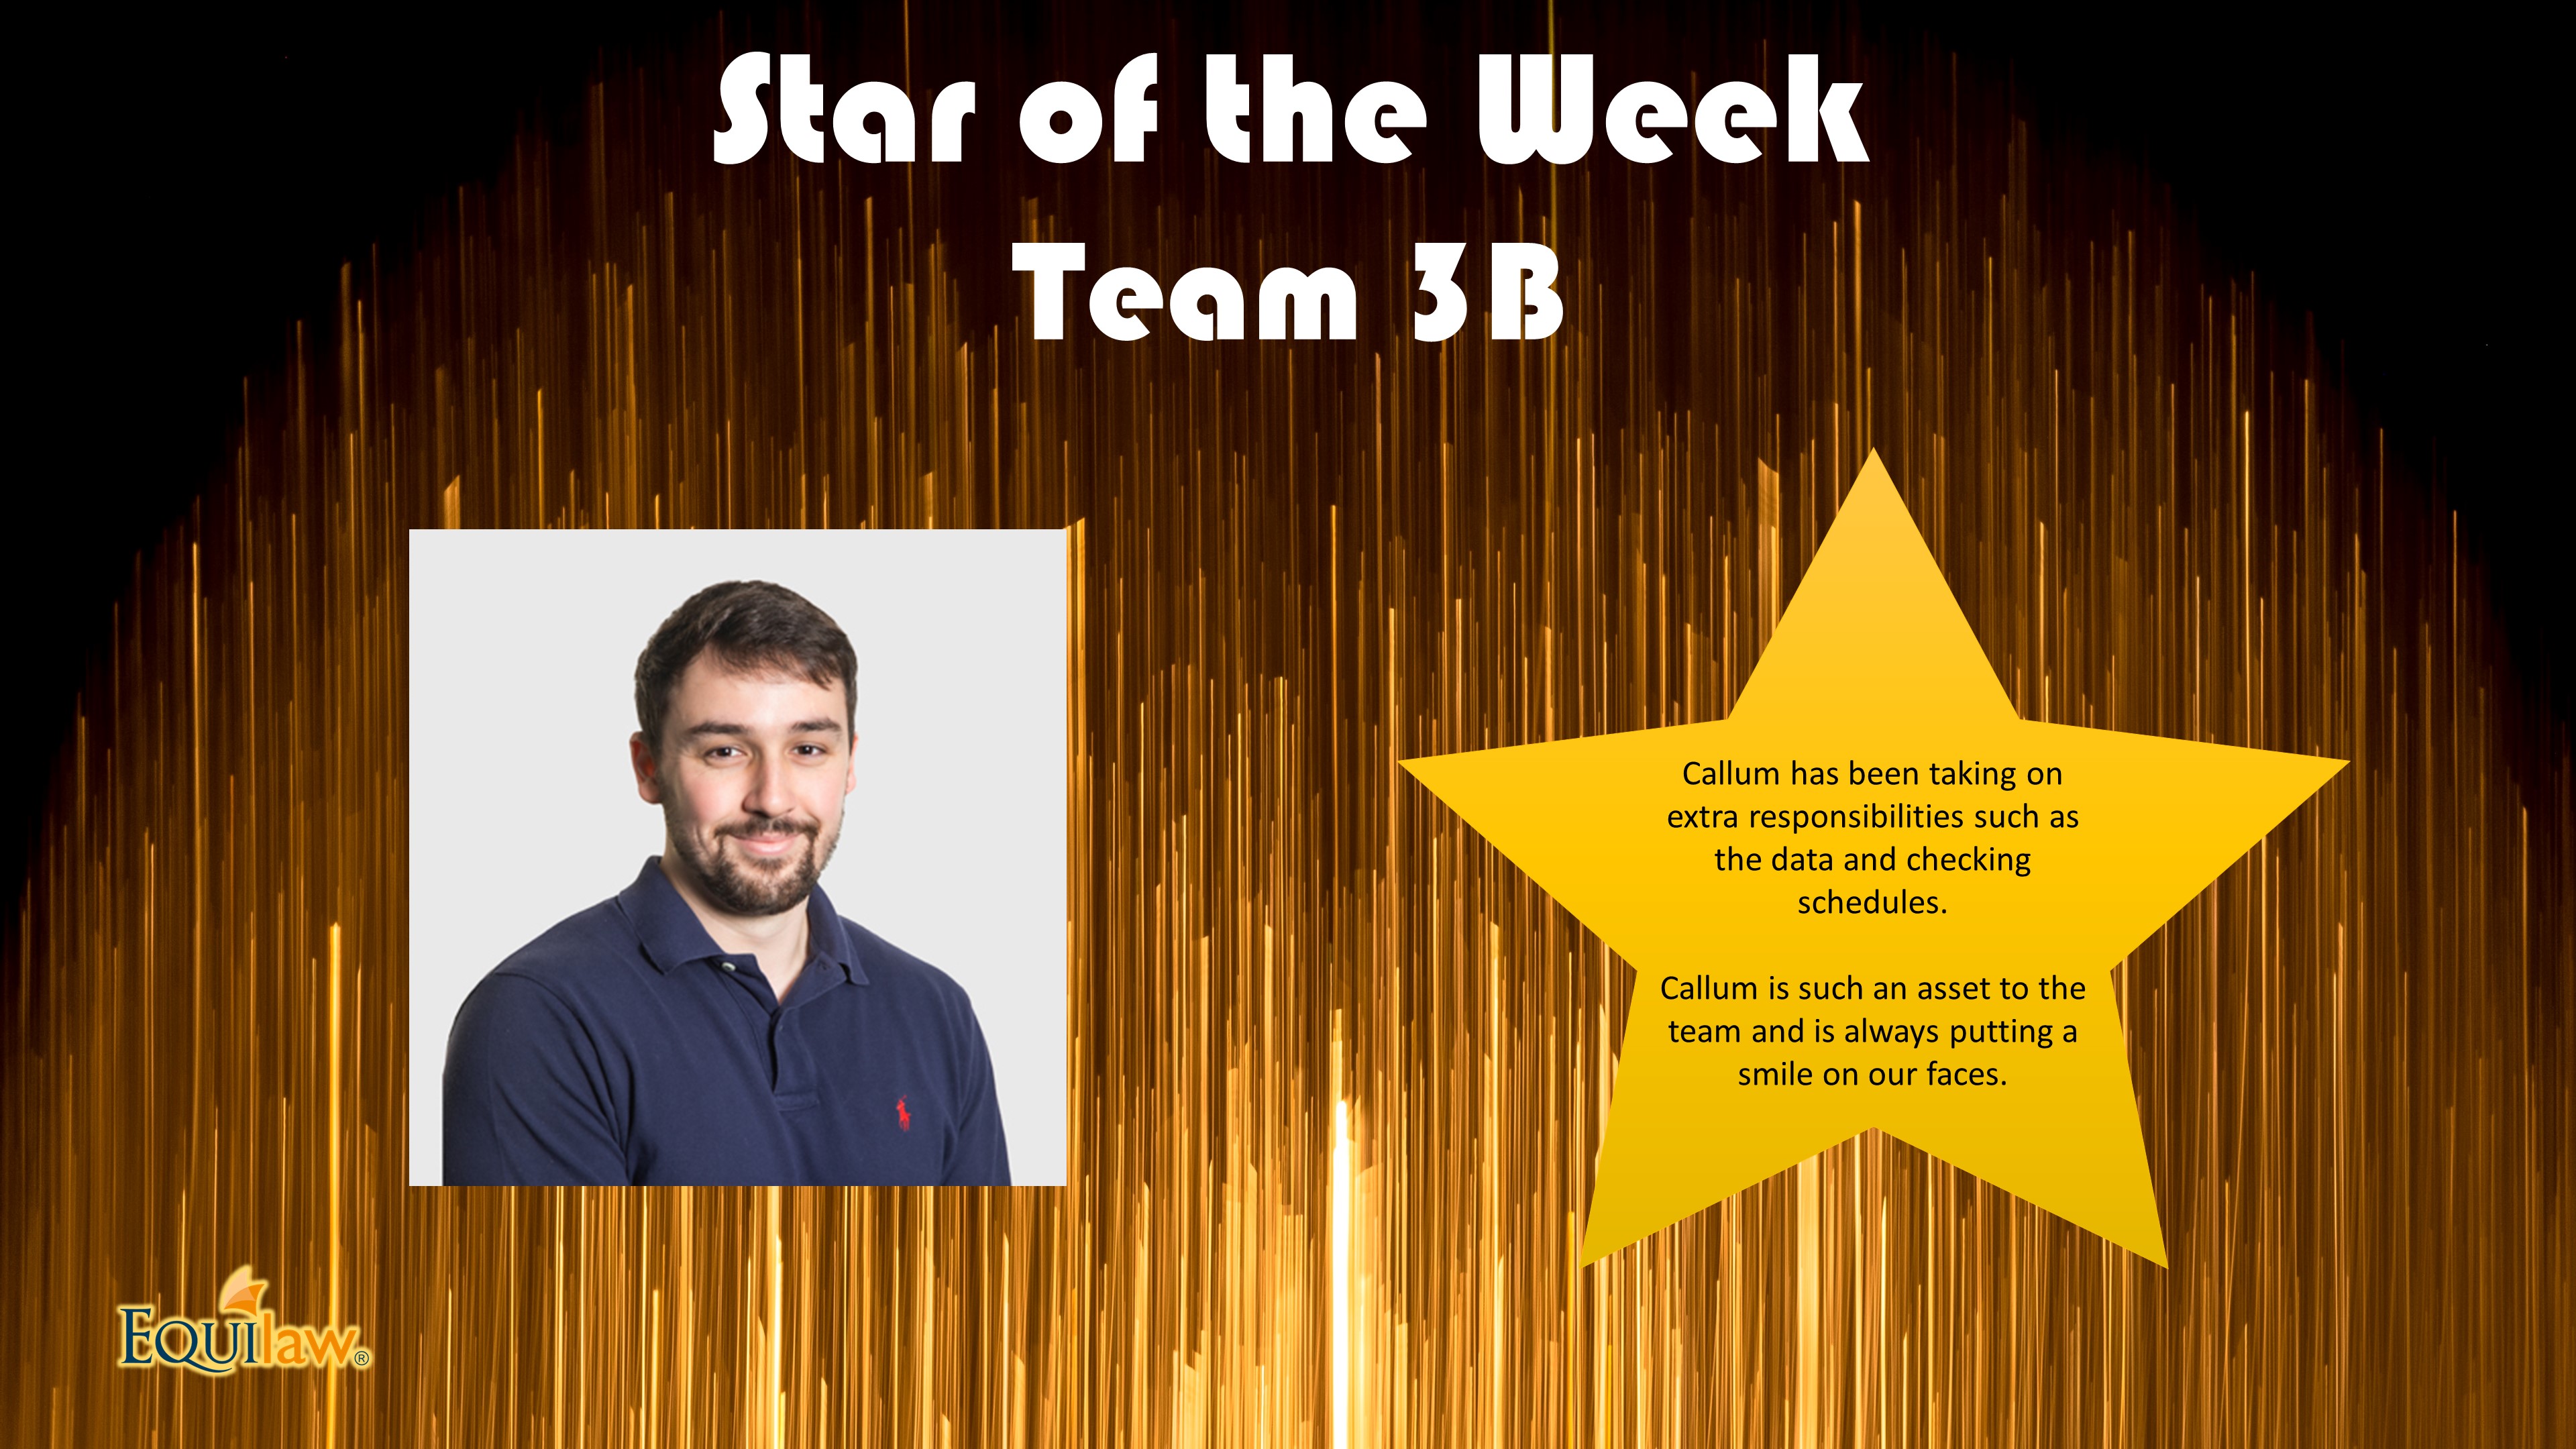 Star of the Week
Team 3B
Callum has been taking on
extra responsibilities such as
the data and checking
schedules.
Callum is such an asset to the
team and is always putting a
smile on our faces.
EQUIlaw®